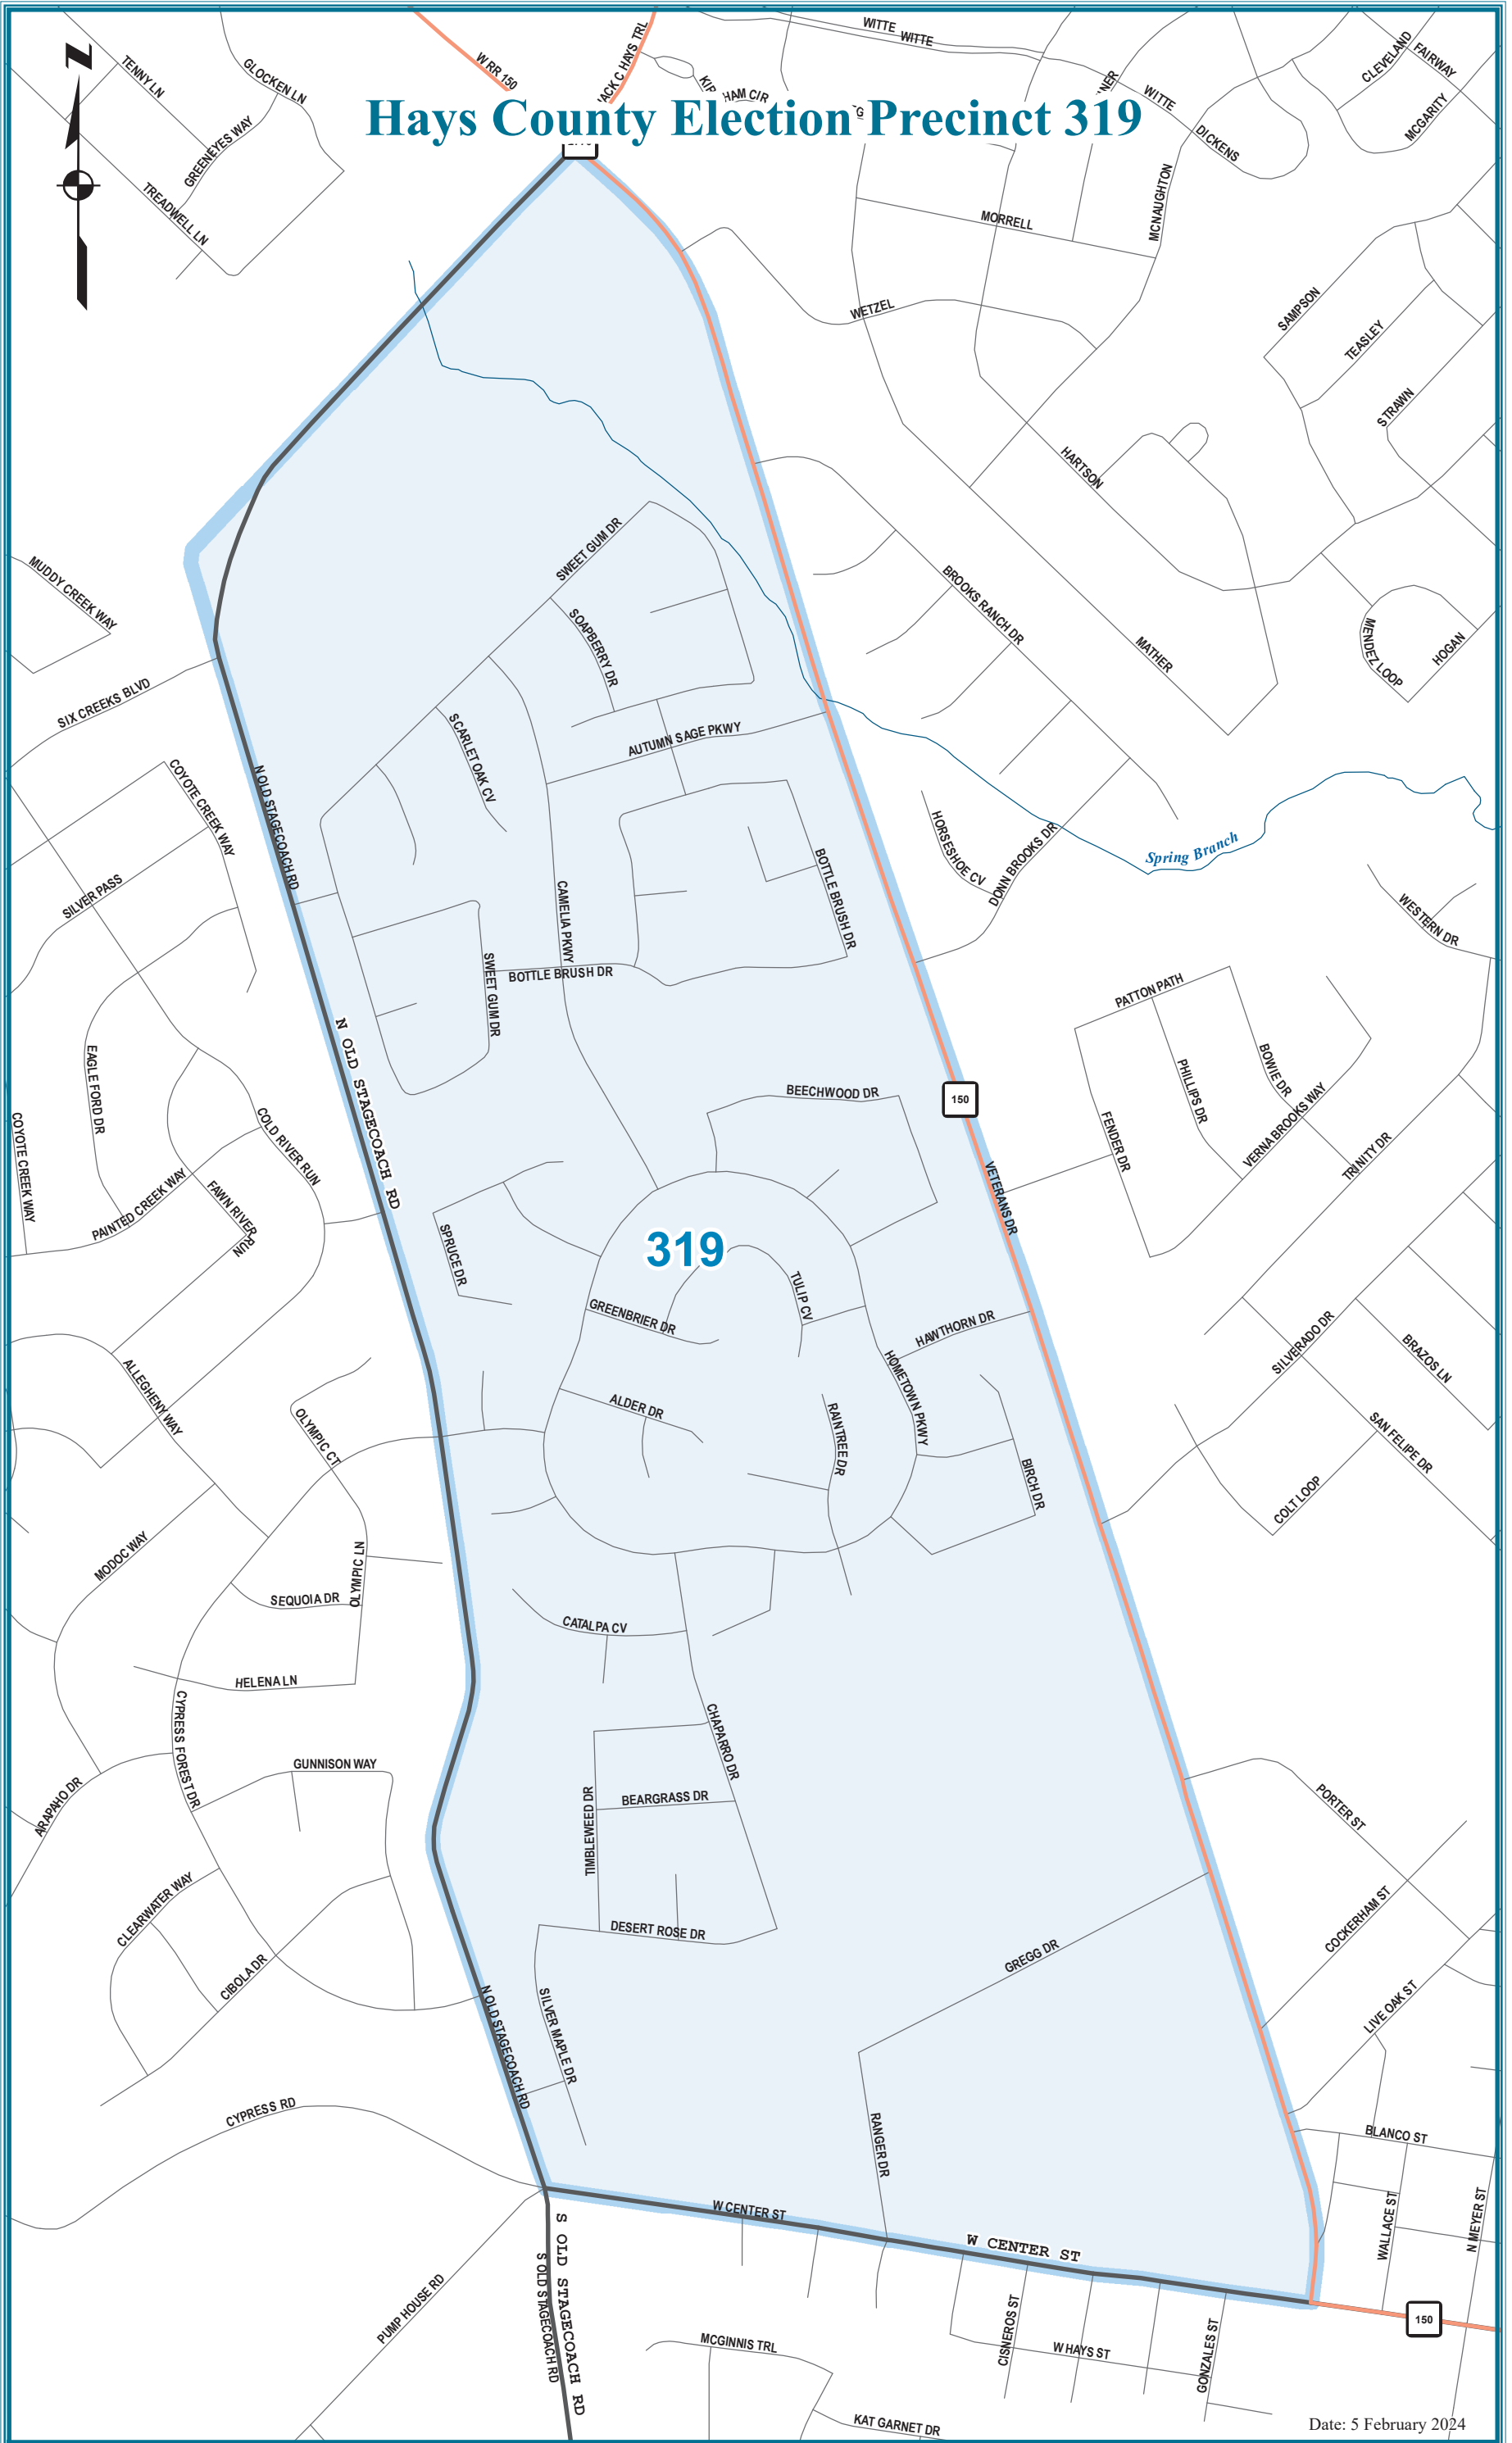 WITTE
WITTE
TENNY LN
GLOCKEN LN
W RR 150
JACK C HAYS TRL
CLEVELAND
FAIRWAY
WITTE
MCGARITY
Hays County Election Precinct 319
GREENEYES WAY
DICKENS
TREADWELL LN
MORRELL
MCNAUGHTON
WETZEL
SAMPSON
TEASLEY
STRAWN
HARTSON
SWEET GUM DR
MUDDY CREEK WAY
SOAPBERRY DR
BROOKS RANCH DR
MATHER
MENDEZ LOOP
HOGAN
SIX CREEKS BLVD
SCARLET OAK CV
AUTUMN SAGE PKWY
N OLD STAGECOACH RD
COYOTE CREEK WAY
SILVER PASS
HORSESHOE CV
DONN BROOKS DR
Spring Branch
BOTTLE BRUSH DR
CAMELIA PKWY
WESTERN DR
SWEET GUM DR
BOTTLE BRUSH DR
PATTON PATH
N OLD STAGECOACH RD
EAGLE FORD DR
COYOTE CREEK WAY
COLD RIVER RUN
BEECHWOOD DR
150
PHILLIPS DR
BOWIE DR
FENDER DR
VERNA BROOKS WAY
TRINITY DR
PAINTED CREEK WAY
FAWN RIVER
RUN
VETERANS DR
SPRUCE DR
319
TULIP CV
GREENBRIER DR
HAWTHORN DR
HOMETOWN PKWY
SILVERADO DR
BRAZOS LN
ALLEGHENY WAY
OLYMPIC CT
ALDER DR
RAINTREE DR
BIRCH DR
SAN FELIPE DR
COLT LOOP
MODOC WAY
OLYMPIC LN
SEQUOIA DR
CATALPA CV
HELENA LN
CYPRESS FOREST DR
CHAPARRO DR
GUNNISON WAY
ARAPAHO DR
TIMBLEWEED DR
BEARGRASS DR
PORTER ST
CLEARWATER WAY
DESERT ROSE DR
COCKERHAM ST
GREGG DR
CIBOLA DR
N OLD STAGECOACH RD
SILVER MAPLE DR
LIVE OAK ST
CYPRESS RD
RANGER DR
BLANCO ST
W CENTER ST
W CENTER ST
WALLACE ST
N MEYER ST
S OLD STAGECOACH RD
S OLD STAGECOACH RD
PUMP HOUSE RD
150
MCGINNIS TRL
CISNEROS ST
W HAYS ST
GONZALES ST
KAT GARNET DR
Date: 5 February 2024